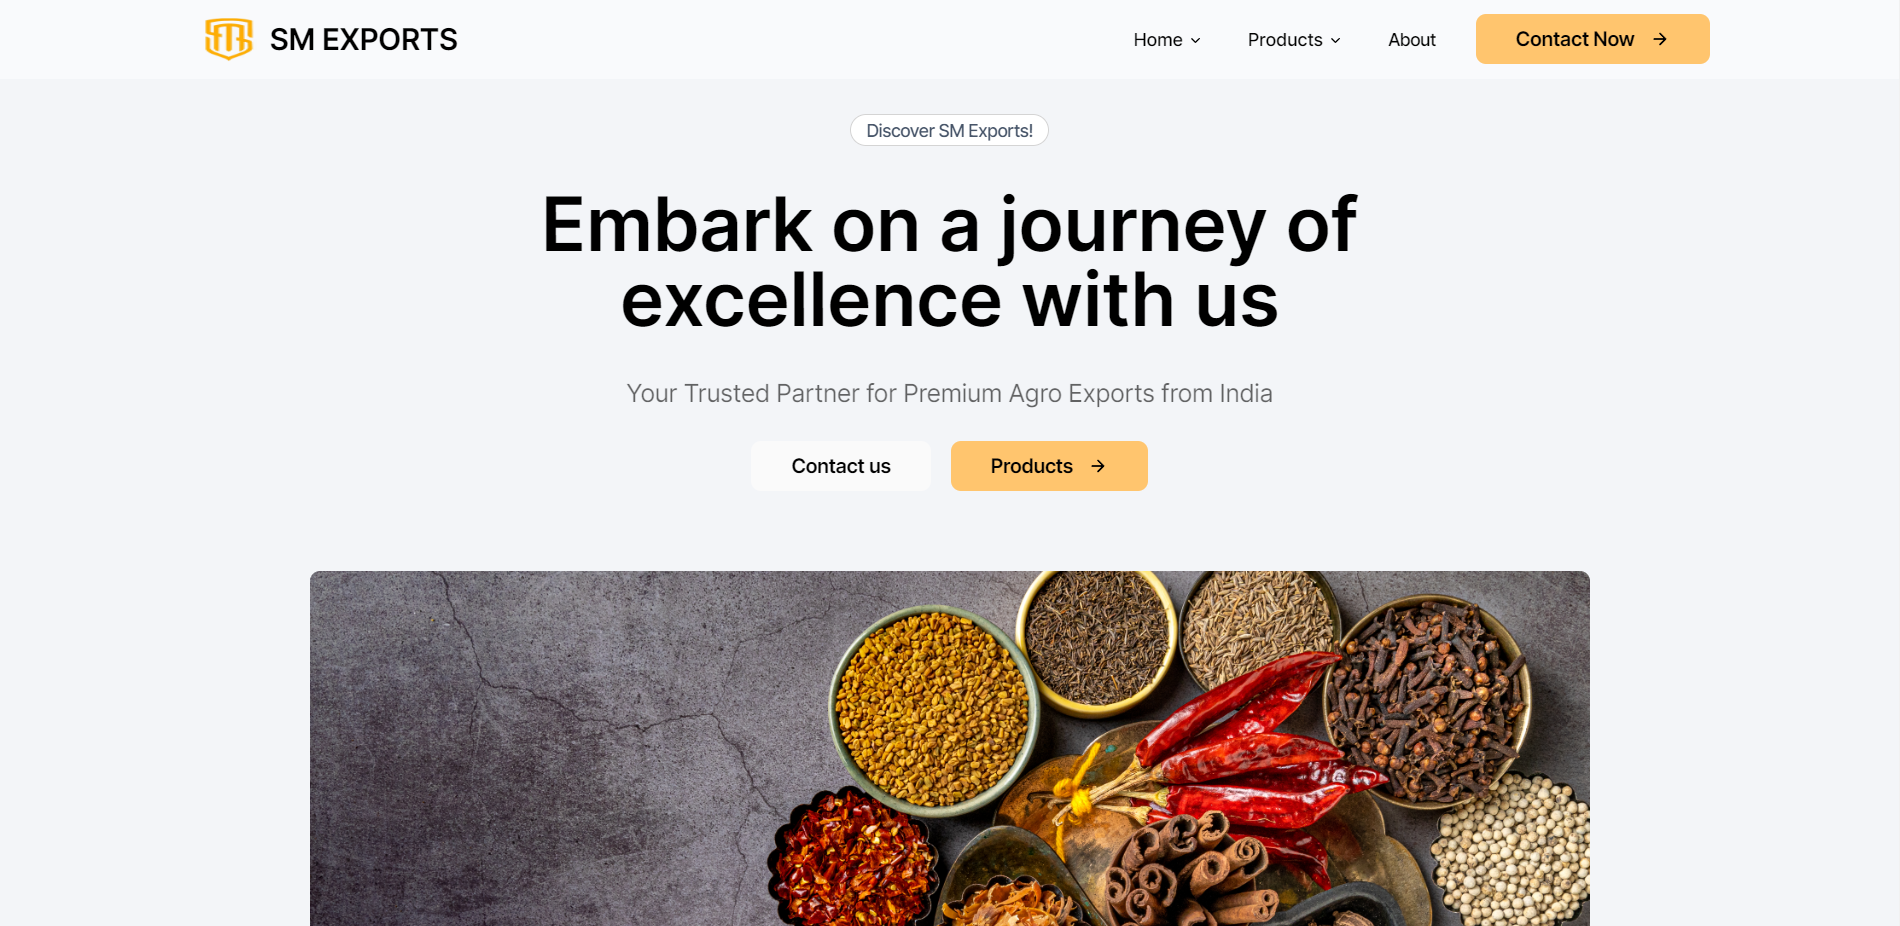 SM EXPORTS
Home
Products
About
Contact Now
Discover SM Exports!
Embark on a journey of
excellence with us
Your Trusted Partner for Premium Agro Exports from India
Contact us
Products